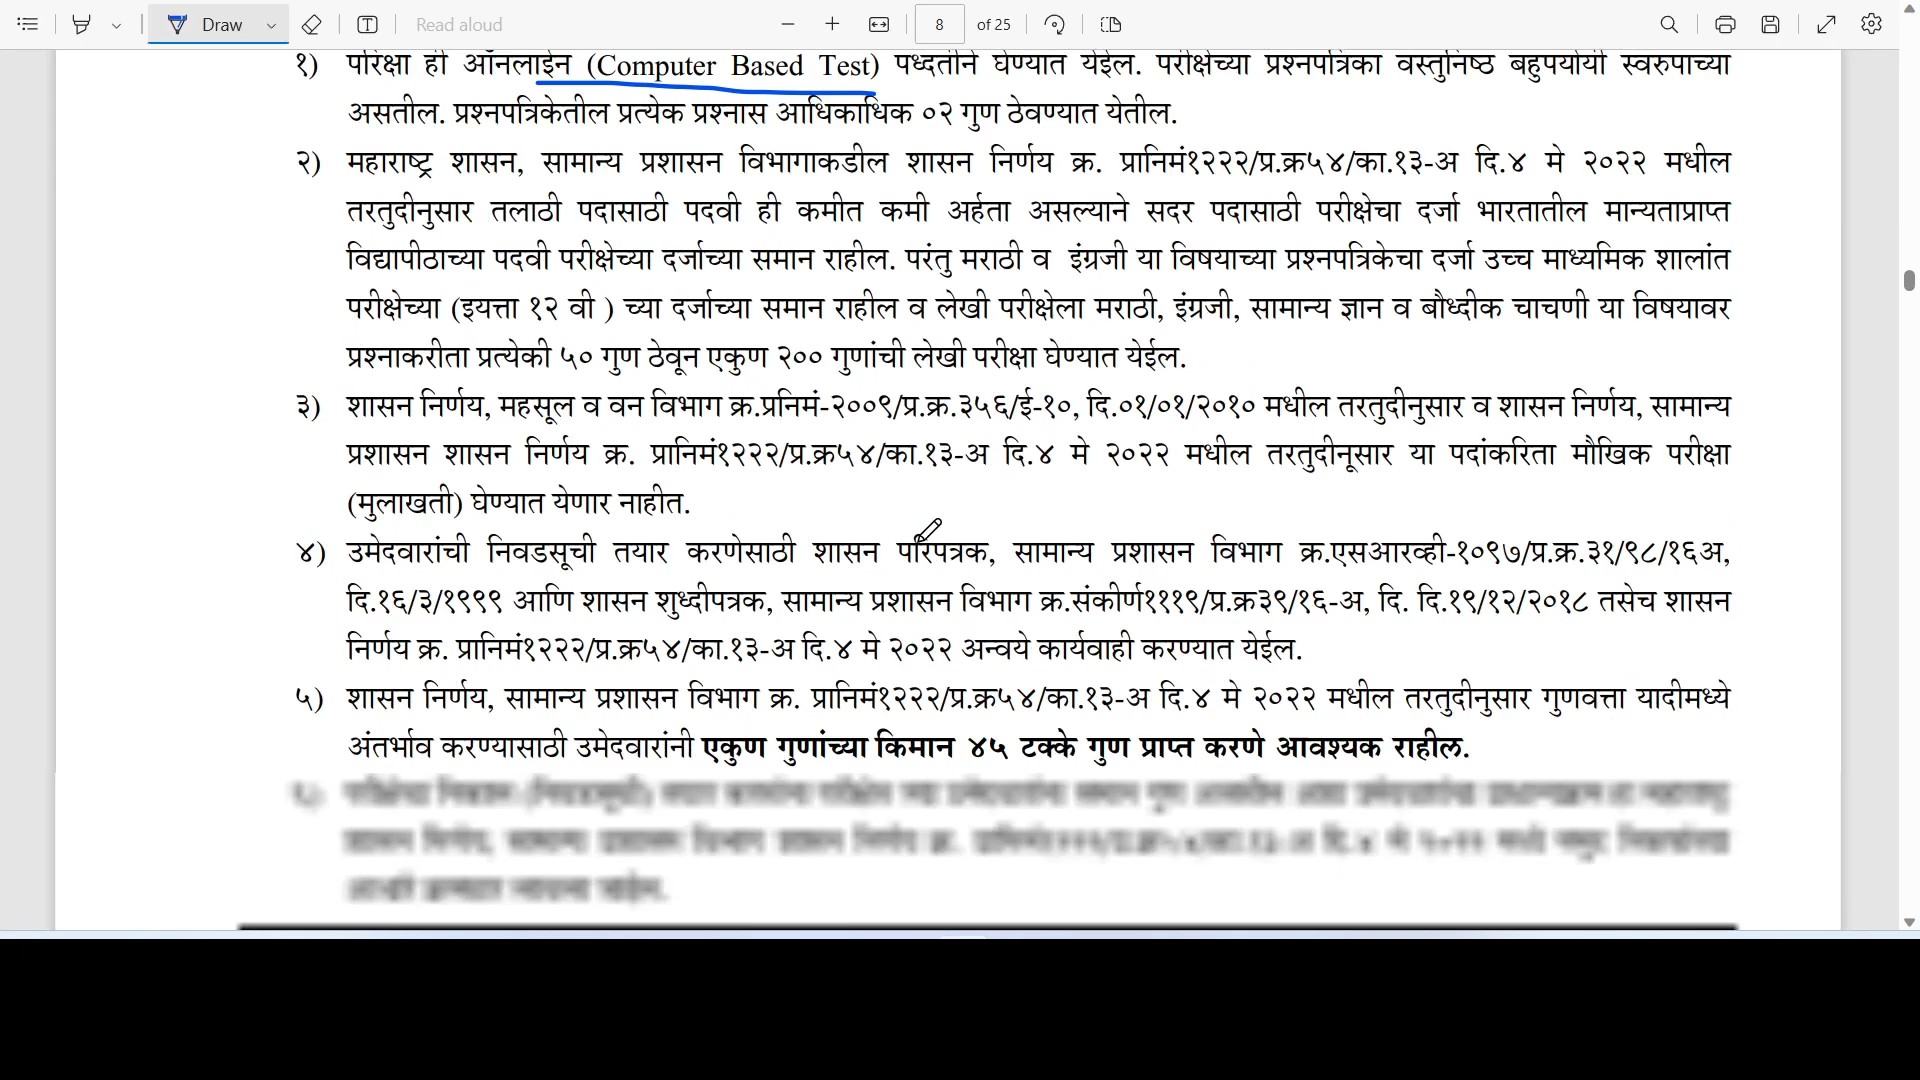 Draw
Read aloud
8 of 25
१) परिक्षा ही ऑनलाईन (Computer Based Test) पध्दतीने घेण्यात येईल. परीक्षेच्या प्रश्नपत्रिका वस्तुनिष्ठ बहुपर्यायी स्वरुपाच्या
असतील. प्रश्नपत्रिकेतील प्रत्येक प्रश्नास आधिकाधिक ०२ गुण ठेवण्यात येतील.
२) महाराष्ट्र शासन, सामान्य प्रशासन विभागाकडील शासन निर्णय क्र. प्रानिमं१२२२/प्र.क्र५४/का.१३-अ दि.४ मे २०२२ मधील
तरतुदीनुसार तलाठी पदासाठी पदवी ही कमीत कमी अर्हता असल्याने सदर पदासाठी परीक्षेचा दर्जा भारतातील मान्यताप्राप्त
विद्यापीठाच्या पदवी परीक्षेच्या दर्जाच्या समान राहील. परंतु मराठी व इंग्रजी या विषयाच्या प्रश्नपत्रिकेचा दर्जा उच्च माध्यमिक शालांत
परीक्षेच्या (इयत्ता १२ वी ) च्या दर्जाच्या समान राहील व लेखी परीक्षेला मराठी, इंग्रजी, सामान्य ज्ञान व बौध्दीक चाचणी या विषयावर
प्रश्नाकरीता प्रत्येकी ५० गुण ठेवून एकुण २०० गुणांची लेखी परीक्षा घेण्यात येईल.
३) शासन निर्णय, महसूल व वन विभाग क्र.प्रनिमं-२००९/प्र.क्र.३५६/ई-१०, दि.०१/०१/२०१० मधील तरतुदीनुसार व शासन निर्णय, सामान्य
प्रशासन शासन निर्णय क्र. प्रानिमं१२२२/प्र.क्र५४/का.१३-अ दि.४ मे २०२२ मधील तरतुदीनूसार या पदांकरिता मौखिक परीक्षा
(मुलाखती) घेण्यात येणार नाहीत.
४) उमेदवारांची निवडसूची तयार करणेसाठी शासन परिपत्रक, सामान्य प्रशासन विभाग क्र.एसआरव्ही-१०९७/प्र.क्र.३१/९८/१६अ,
दि.१६/३/१९९९ आणि शासन शुध्दीपत्रक, सामान्य प्रशासन विभाग क्र.संकीर्ण१११९/प्र.क्र३९/१६-अ, दि. दि.१९/१२/२०१८ तसेच शासन
निर्णय क्र. प्रानिमं१२२२/प्र.क्र५४/का.१३-अ दि.४ मे २०२२ अन्वये कार्यवाही करण्यात येईल.
५) शासन निर्णय, सामान्य प्रशासन विभाग क्र. प्रानिमं१२२२/प्र.क्र५४/का.१३-अ दि.४ मे २०२२ मधील तरतुदीनुसार गुणवत्ता यादीमध्ये
अंतर्भाव करण्यासाठी उमेदवारांनी एकुण गुणांच्या किमान ४५ टक्के गुण प्राप्त करणे आवश्यक राहील.